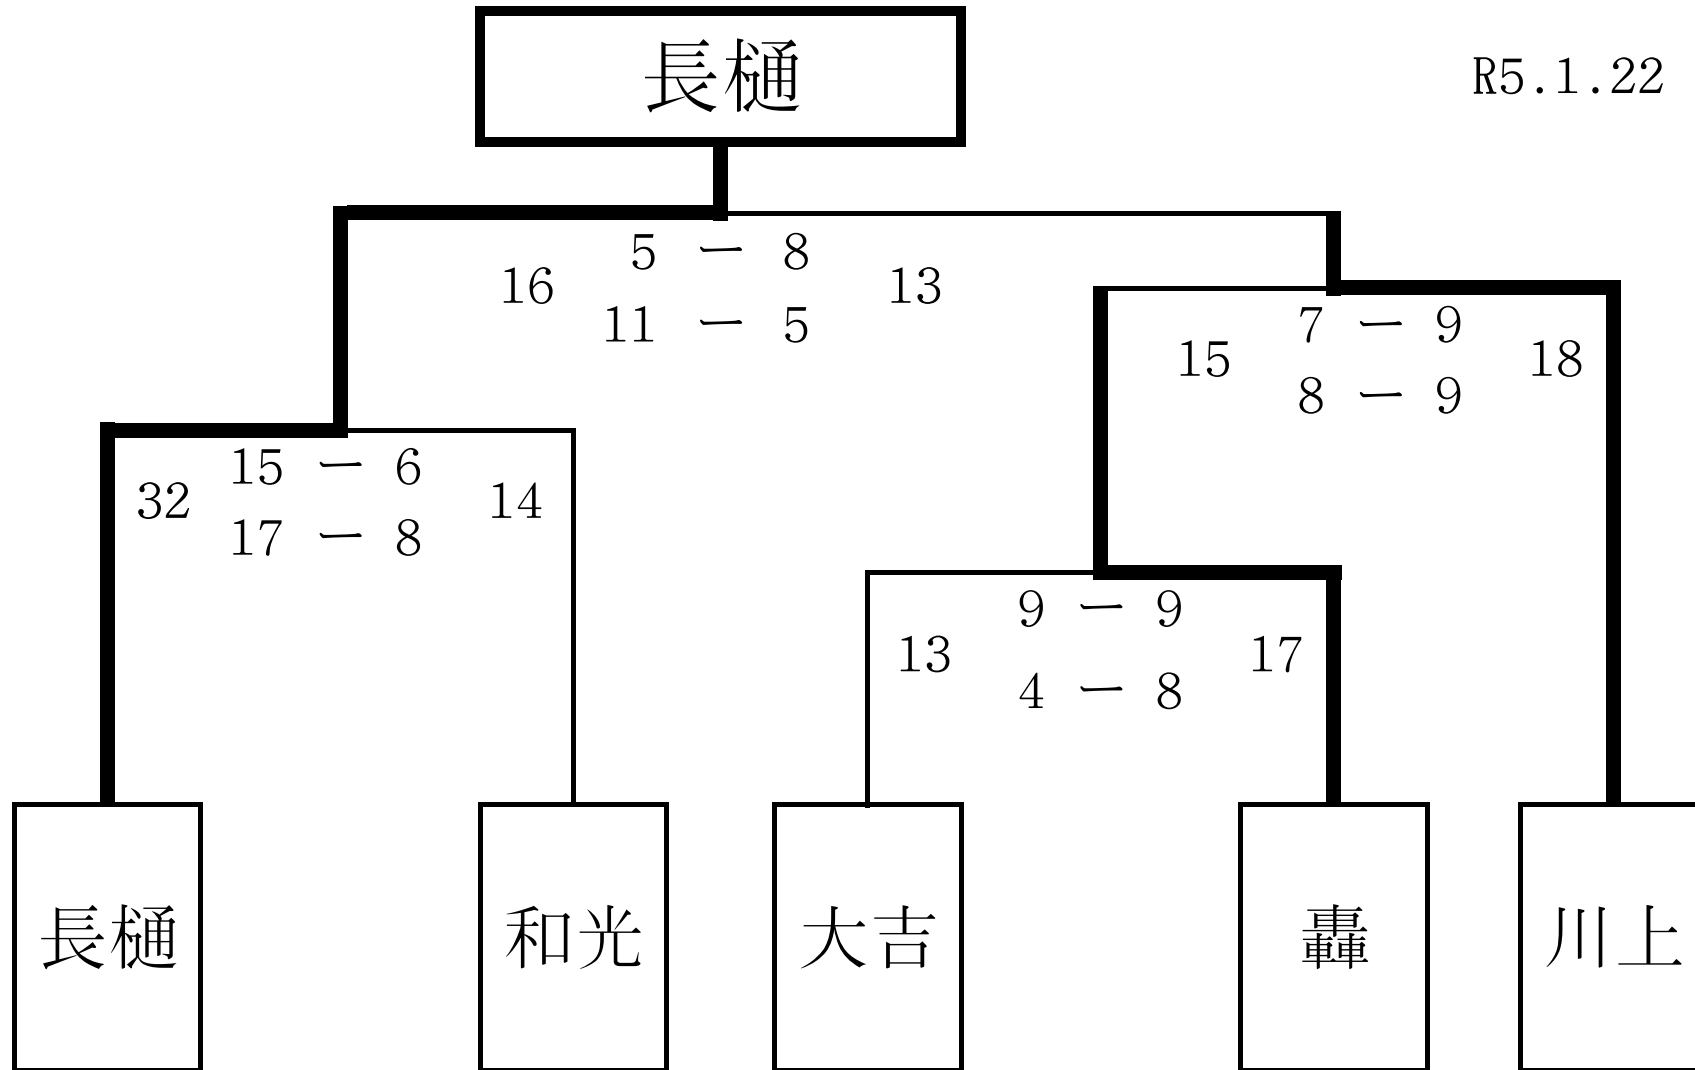 長樋
R5.1.22
5 ー 8
16 13
11 ー 5
7 ー 9
15 18
8 ー 9
15 ー 6
32 14
17 ー 8
9 ー 9
13 17
4 ー 8
長樋 和光 大吉 轟 川上